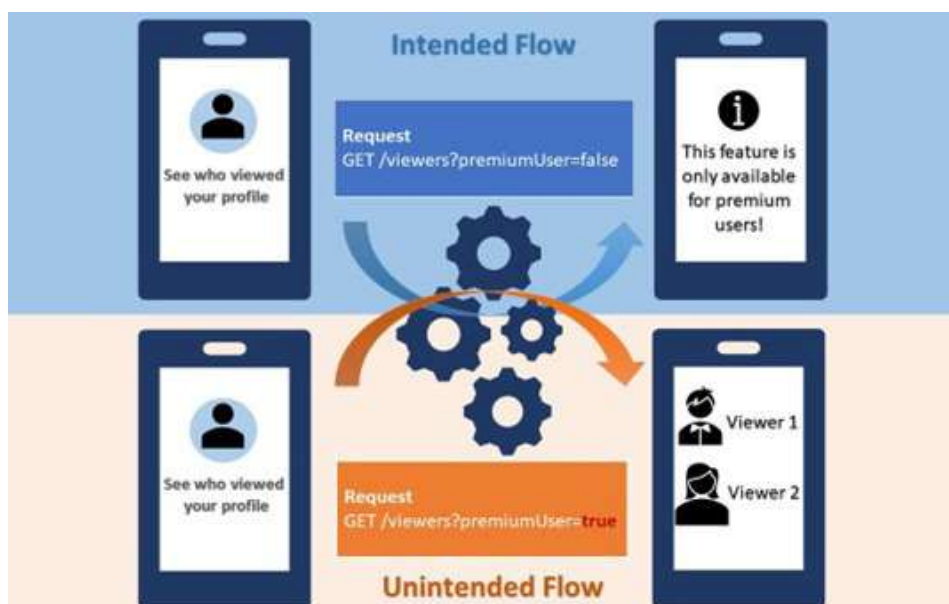 Intended Flow
See who viewed
your profile
Request
GET /viewers?premiumUser=false
This feature is
only available
for premium
users!
See who viewed
your profile
Request
GET /viewers?premiumUser=true
Viewer 1
Viewer 2
Unintended Flow